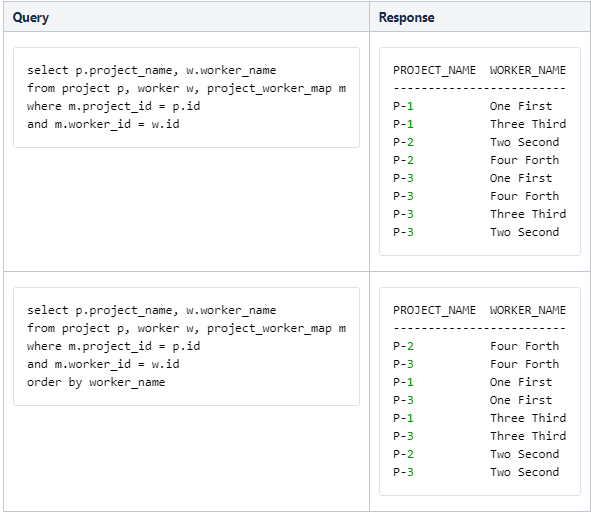 Query Response
select p.project_name, w.worker_name
from project p, worker w, project_worker_map m
where m.project_id = p.id
and m.worker_id = w.id
PROJECT_NAME WORKER_NAME
-------------------------
P-1 One First
P-1 Three Third
P-2 Two Second
P-2 Four Forth
P-3 One First
P-3 Four Forth
P-3 Three Third
P-3 Two Second
select p.project_name, w.worker_name
from project p, worker w, project_worker_map m
where m.project_id = p.id
and m.worker_id = w.id
order by worker_name
PROJECT_NAME WORKER_NAME
-------------------------
P-2 Four Forth
P-3 Four Forth
P-1 One First
P-3 One First
P-1 Three Third
P-3 Three Third
P-2 Two Second
P-3 Two Second